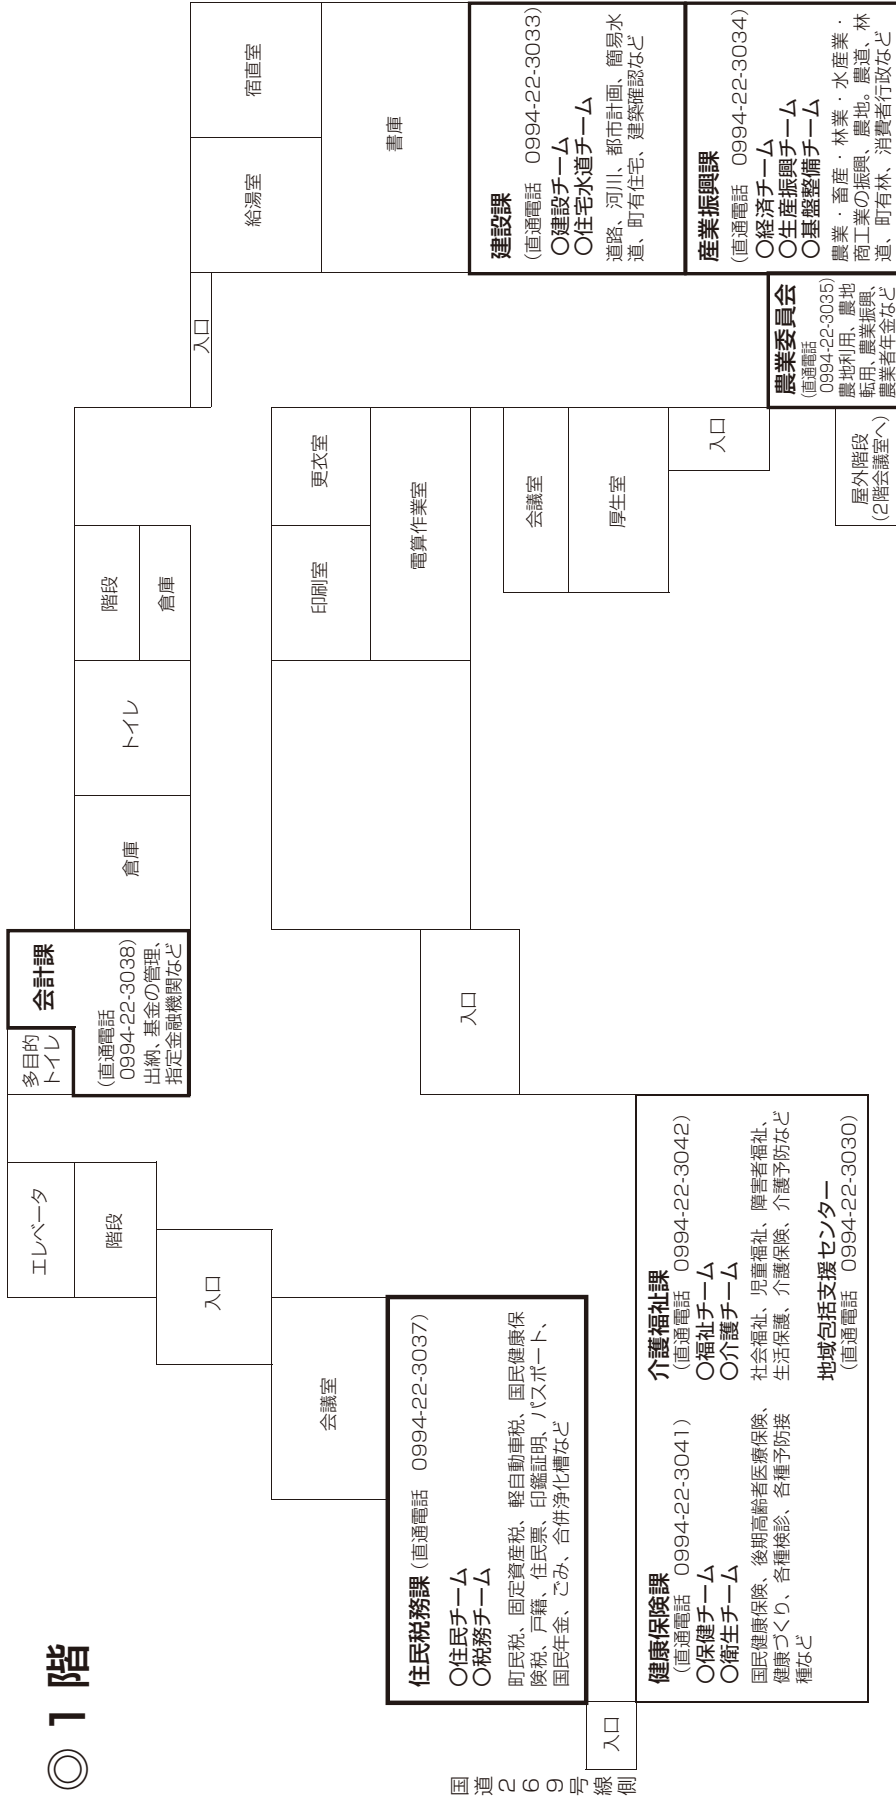 ◎１階
国道２６９号線側
入口
住民税務課（直通電話　0994-22-3037）
○住民チーム
○税務チーム
町民税、固定資産税、軽自動車税、国民健康保
険税、戸籍、住民票、印鑑証明、パスポート、
国民年金、ごみ、合併浄化槽など
健康保険課
（直通電話　0994-22-3041）
○保健チーム
○衛生チーム
国民健康保険、後期高齢者医療保険、
健康づくり、各種検診、各種予防接
種など
介護福祉課
（直通電話　0994-22-3042）
○福祉チーム
○介護チーム
社会福祉、児童福祉、障害者福祉、
生活保護、介護保険、介護予防など
地域包括支援センター
（直通電話　0994-22-3030）
会議室
入口
エレベータ
階段
多目的
トイレ
会計課
（直通電話
0994-22-3038）
出納、基金の管理、
指定金融機関など
入口
倉庫
トイレ
階段
倉庫
印刷室
更衣室
電算作業室
会議室
厚生室
入口
屋外階段
（2階会議室へ）
入口
給湯室
宿直室
書庫
建設課
（直通電話　0994-22-3033）
○建設チーム
○住宅水道チーム
道路、河川、都市計画、簡易水
道、町有住宅、建築確認など
産業振興課
（直通電話　0994-22-3034）
○経済チーム
○生産振興チーム
○基盤整備チーム
農業・畜産・林業・水産業・
商工業の振興、農地。農道、林
道、町有林、消費者行政など
農業委員会
（直通電話
0994-22-3035）
農地利用、農地
転用、農業振興、
農業者年金など